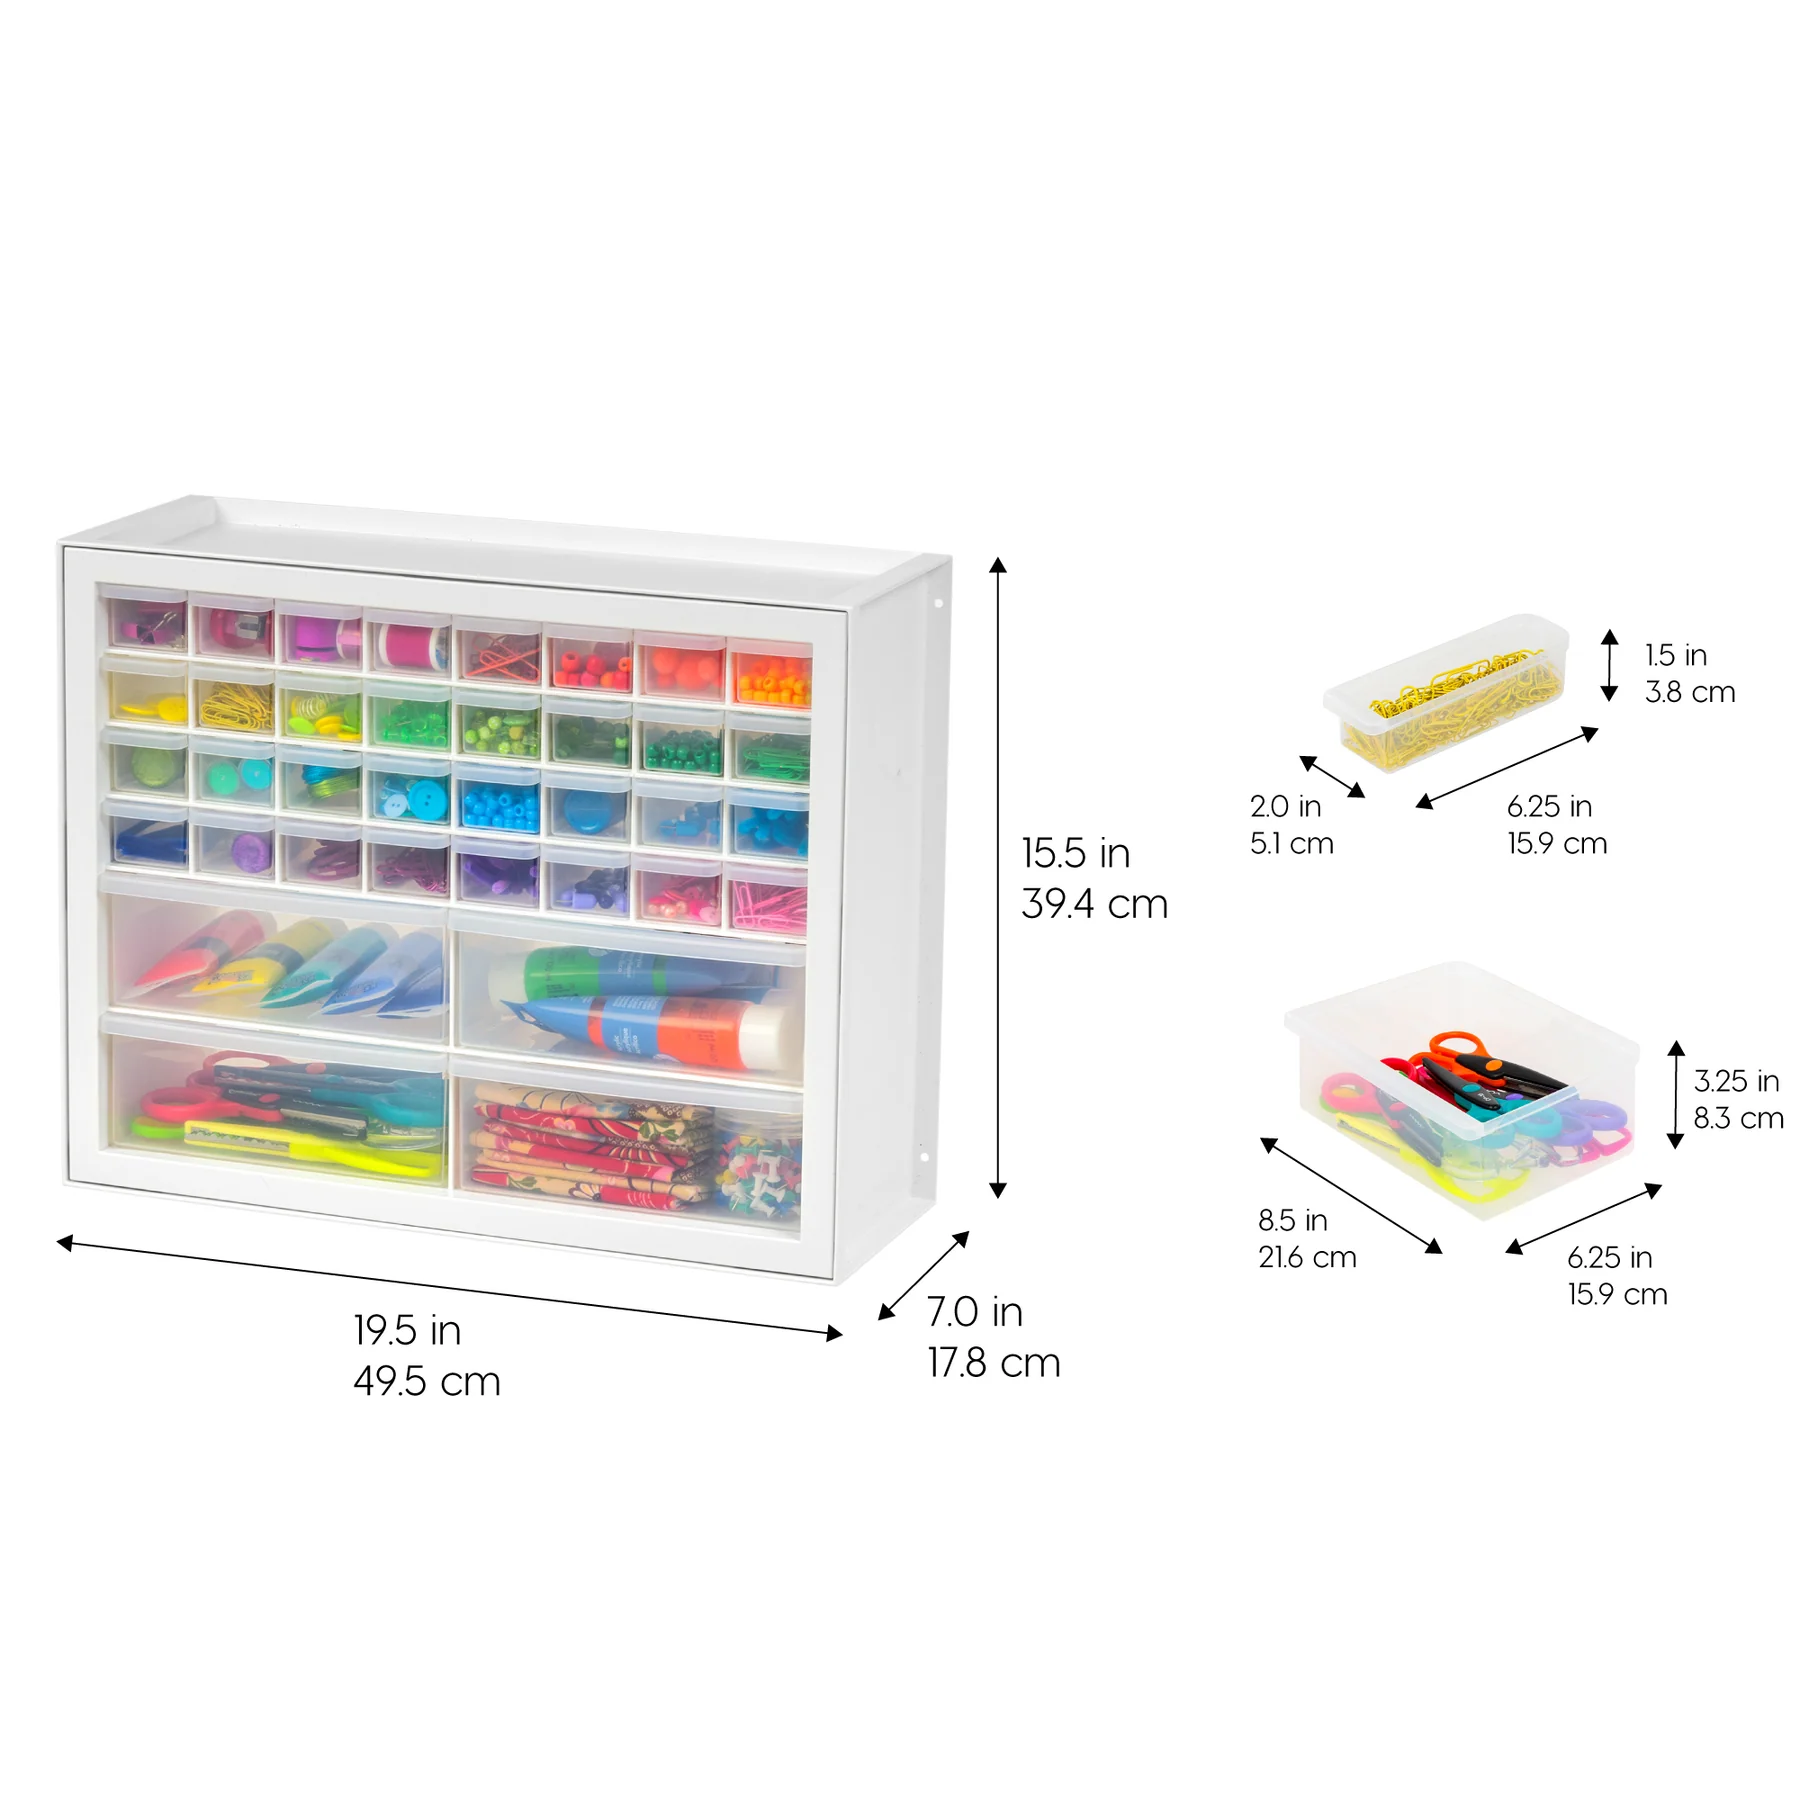 15.5 in
39.4 cm
19.5 in
49.5 cm
7.0 in
17.8 cm
1.5 in
3.8 cm
2.0 in
5.1 cm
6.25 in
15.9 cm
3.25 in
8.3 cm
8.5 in
21.6 cm
6.25 in
15.9 cm